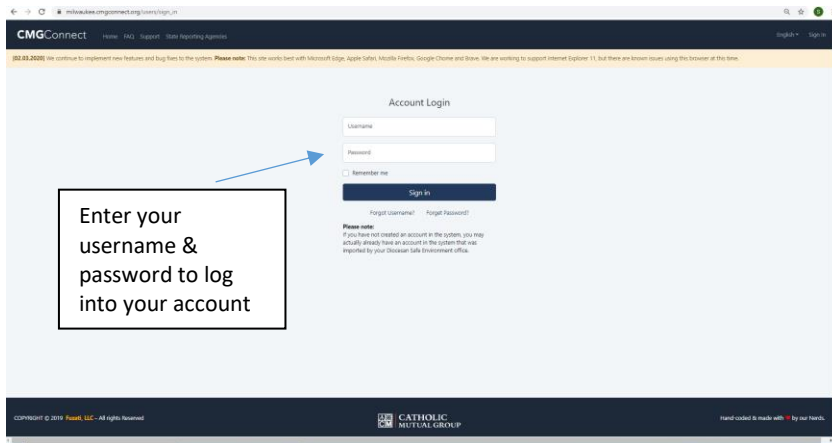 milwaukee.cmgconnect.org/users/sign_in
S
CMGConnect Home FAQ Support State Reporting Agencies English Sign In
[02.03.2020] We continue to implement new features and bug fixes to the system. Please note: This site works best with Microsoft Edge, Apple Safari, Mozilla Firefox, Google Chrome and Brave. We are working to support Internet Explorer 11, but there are known issues using this browser at this time.
Account Login
Username
Password
Remember me
Sign in
Forgot Username? Forgot Password?
Please note:
If you have not created an account in the system, you may
actually already have an account in the system that was
imported by your Diocesan Safe Environment office.
Enter your
username &
password to log
into your account
COPYRIGHT © 2019 Fuzati, LLC – All rights Reserved
CM
CATHOLIC
MUTUAL GROUP
Hand-coded & made with ♥ by our Nerds.